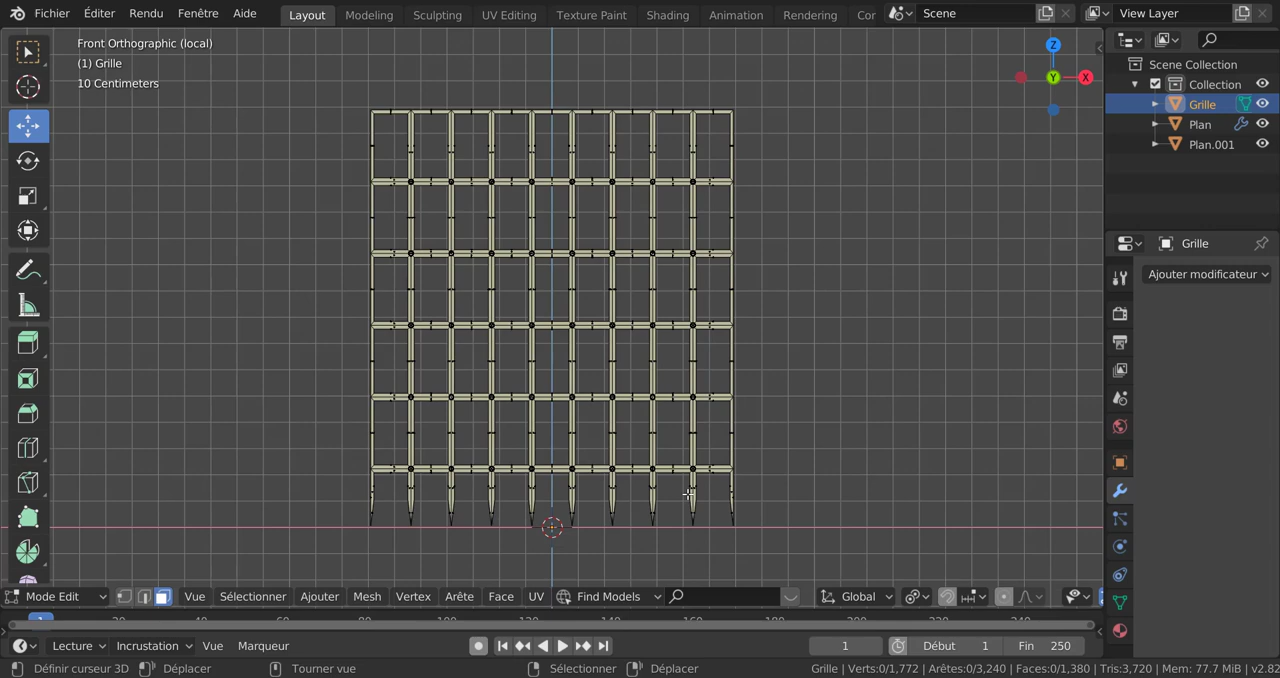 Fichier Éditer Rendu Fenêtre Aide Layout Modeling Sculpting UV Editing Texture Paint Shading Animation Rendering Scene View Layer
Front Orthographic (local)
(1) Grille
10 Centimeters
Z
Y
X
Scene Collection
Collection
Grille
Plan
Plan.001
Grille
Ajouter modificateur
Mode Edit Vue Sélectionner Ajouter Mesh Vertex Arête Face UV Find Models Global
1
Lecture Incrustation Vue Marqueur 1 Début 1 Fin 250
Définir curseur 3D Déplacer Tourner vue Sélectionner Déplacer Grille | Verts:0/1,772 | Arêtes:0/3,240 | Faces:0/1,380 | Tris:3,720 | Mem: 77.7 MiB | v2.82